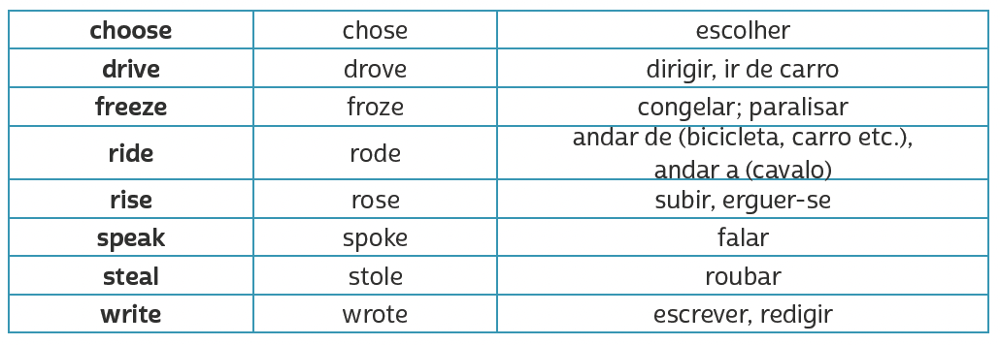 choose chose escolher
drive drove dirigir, ir de carro
freeze froze congelar; paralisar
ride rode andar de (bicicleta, carro etc.),
andar a (cavalo)
rise rose subir, erguer-se
speak spoke falar
steal stole roubar
write wrote escrever, redigir